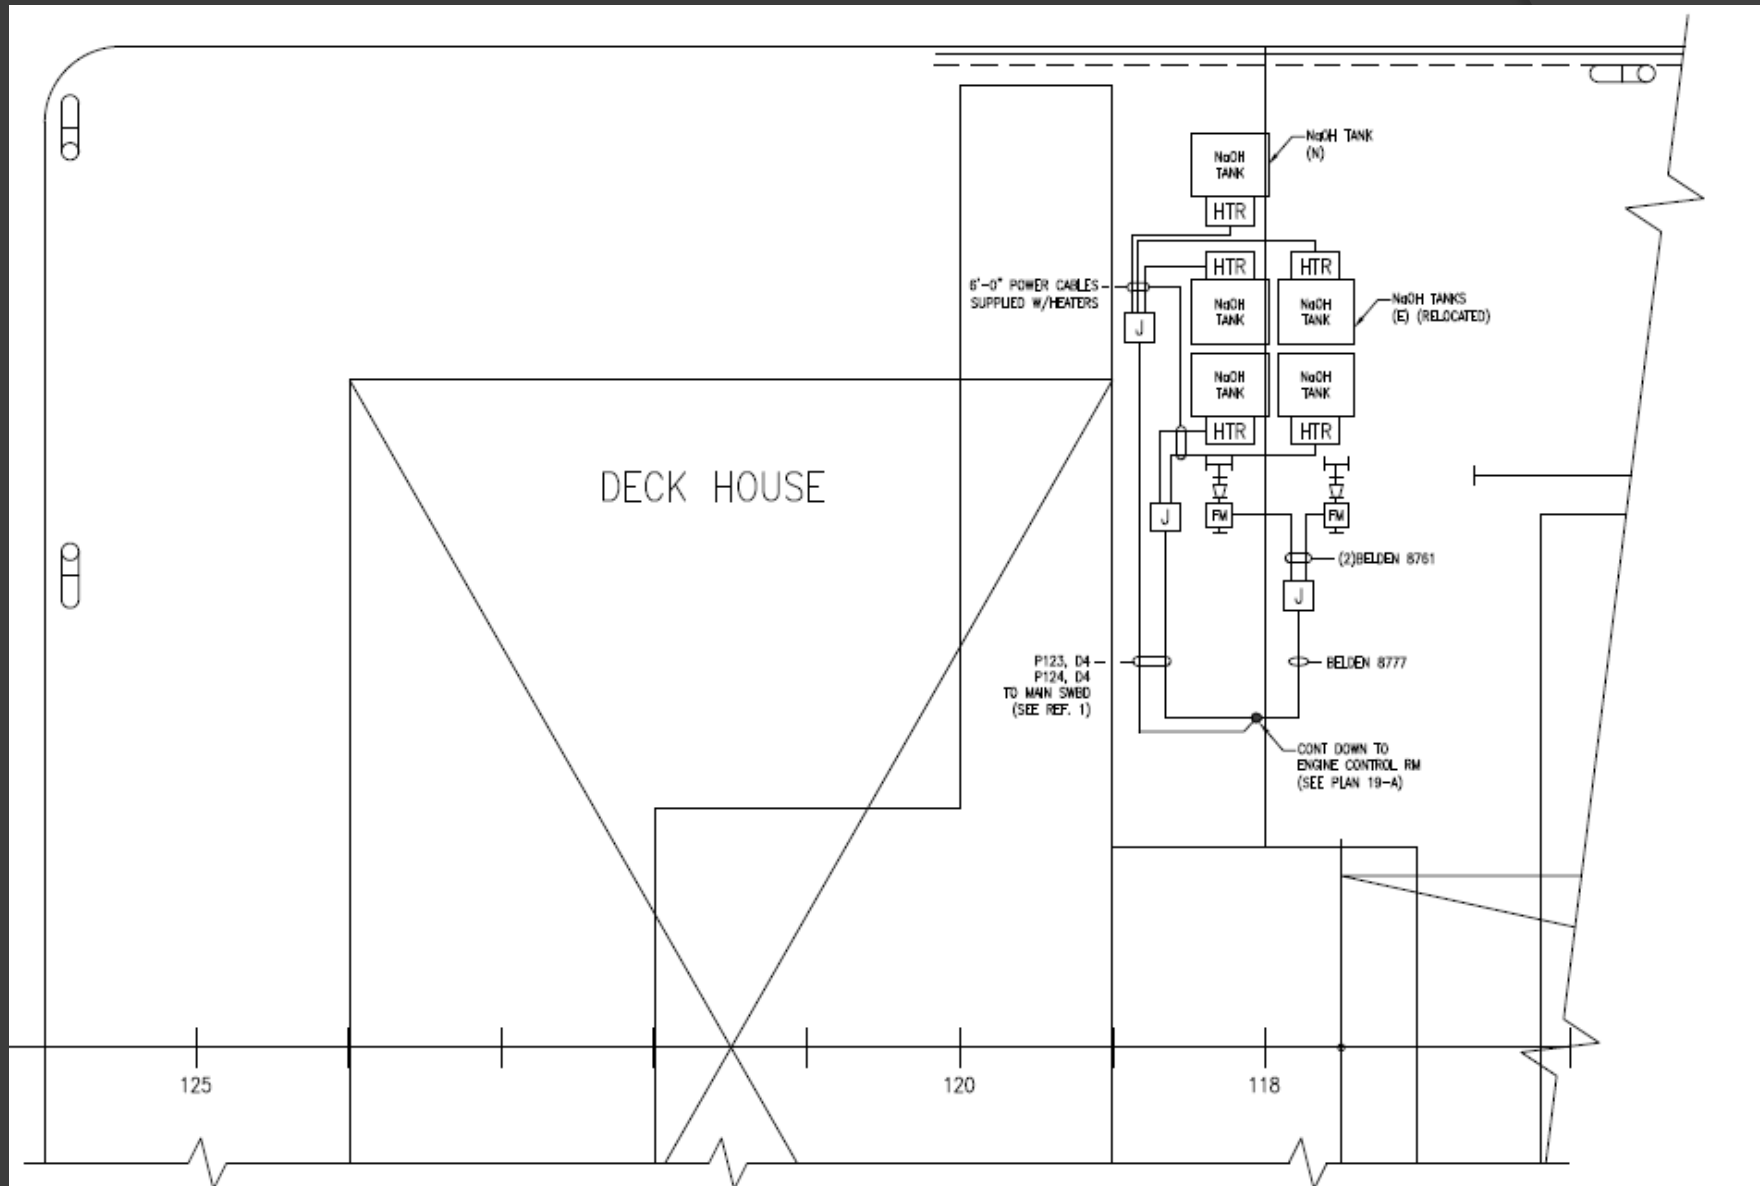 NaOH TANK
(N)
NaOH
TANK
HTR
HTR
HTR
6'-0" POWER CABLES
SUPPLIED W/HEATERS
NaOH
TANK
NaOH
TANK
NaOH TANKS
(E) (RELOCATED)
J
NaOH
TANK
NaOH
TANK
HTR
HTR
DECK HOUSE
J
FM
FM
(2)BELDEN 8761
J
P123, D4
P124, D4
TO MAIN SWBD
(SEE REF. 1)
BELDEN 8777
CONT DOWN TO
ENGINE CONTROL RM
(SEE PLAN 19-A)
125
120
118